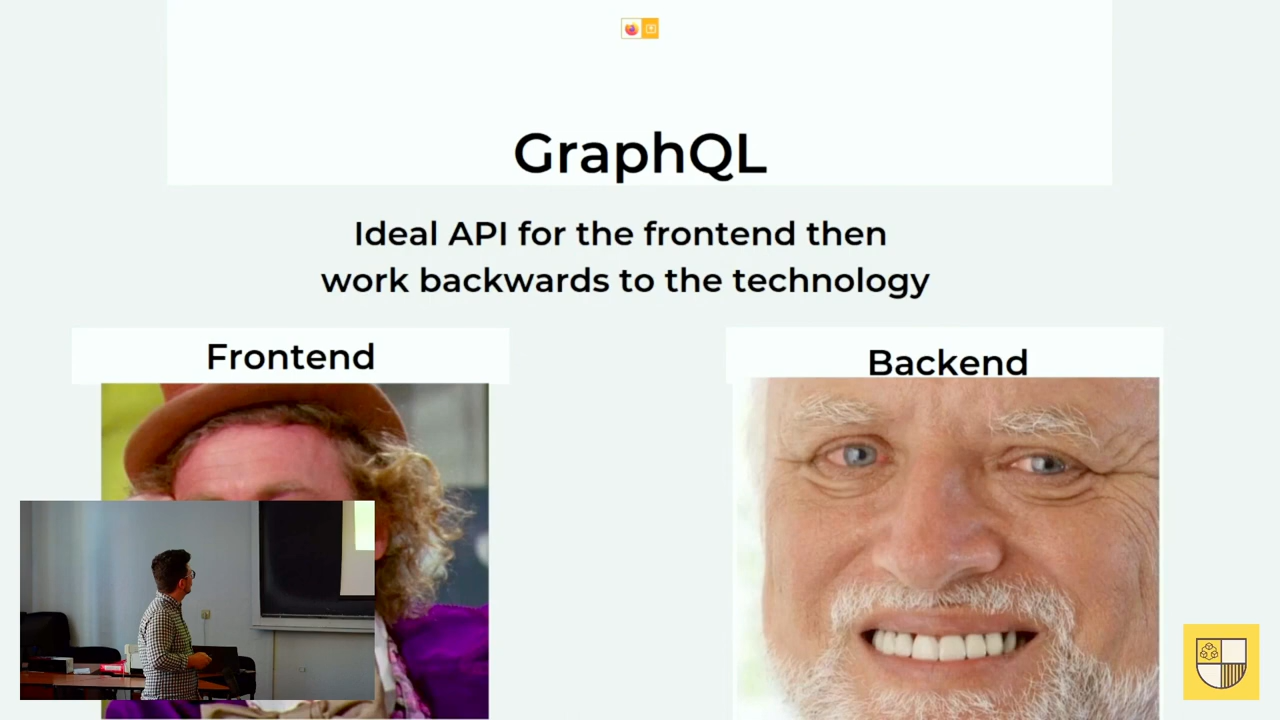 GraphQL
Ideal API for the frontend then
work backwards to the technology
Frontend
Backend